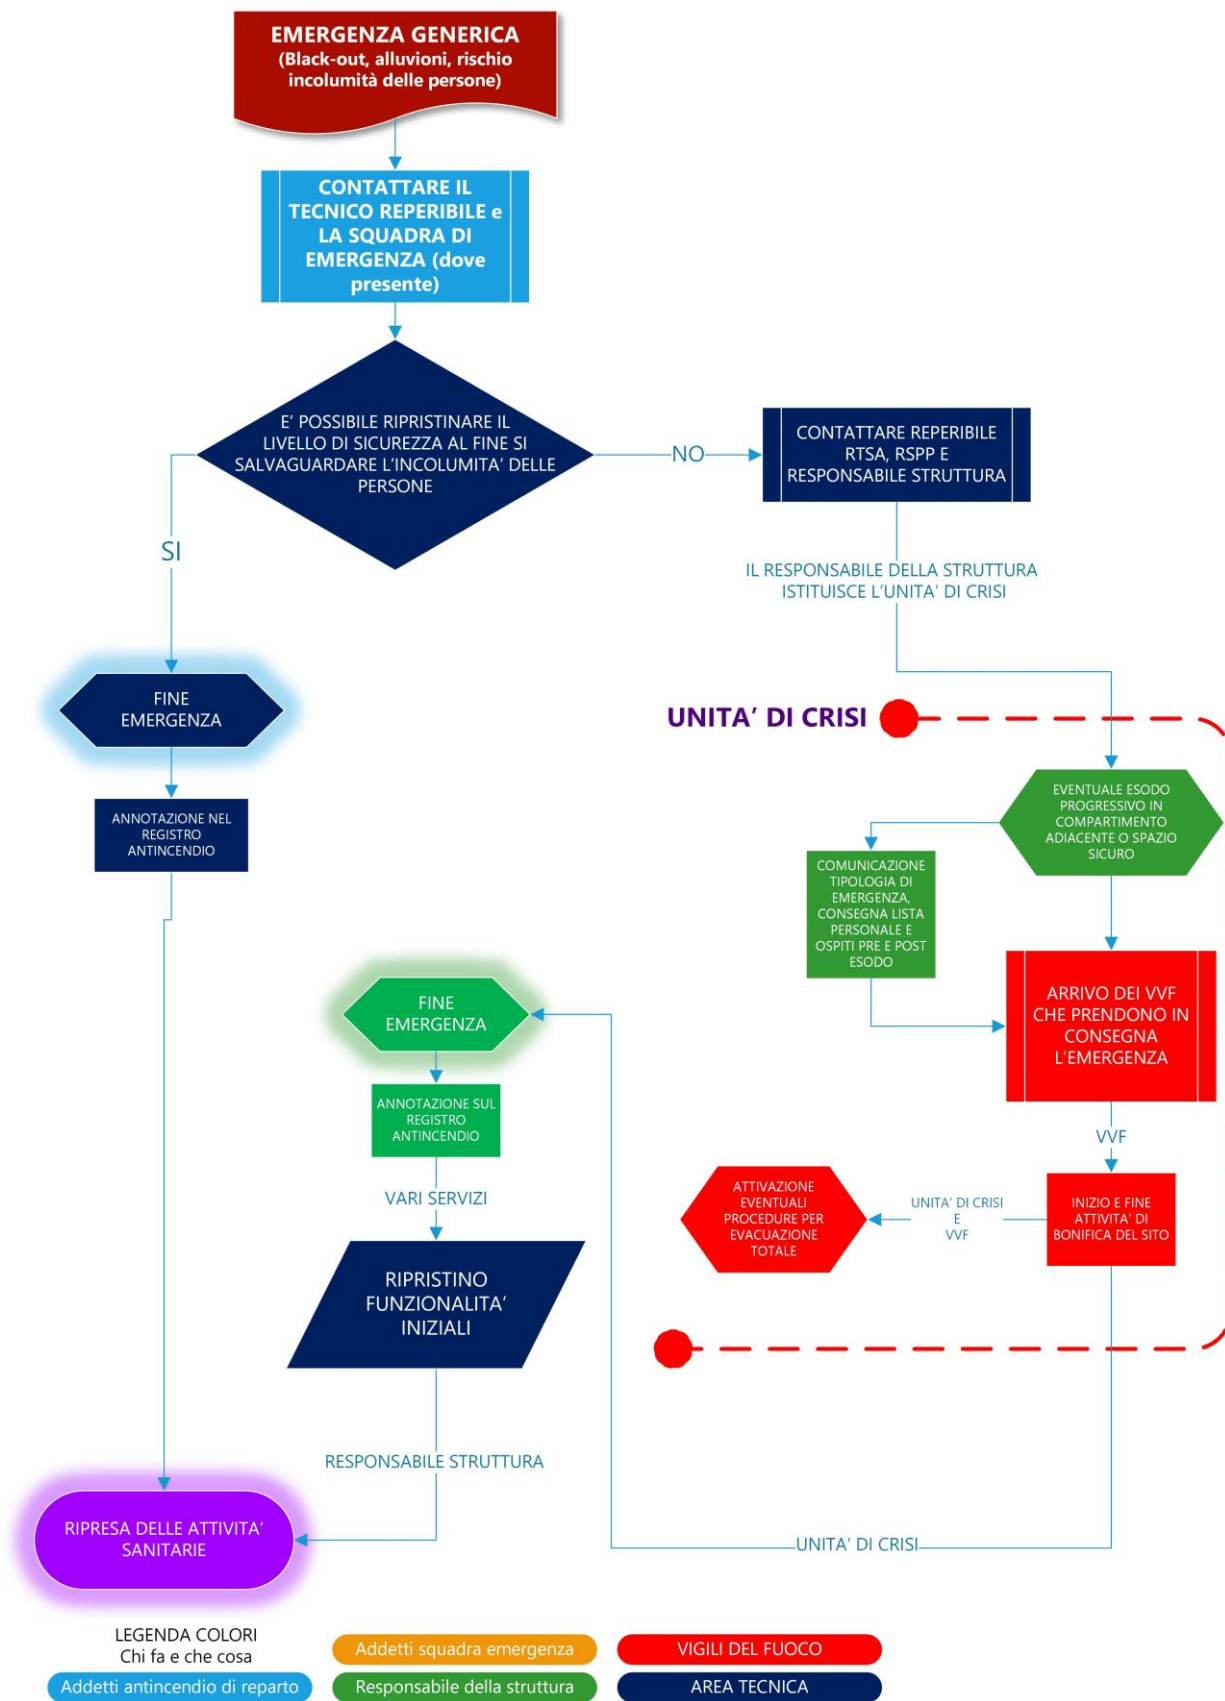 EMERGENZA GENERICA
(Black-out, alluvioni, rischio
incolumità delle persone)
CONTATTARE IL
TECNICO REPERIBILE e
LA SQUADRA DI
EMERGENZA (dove
presente)
E' POSSIBILE RIPRISTINARE IL
LIVELLO DI SICUREZZA AL FINE SI
SALVAGUARDARE L'INCOLUMITA' DELLE
PERSONE
NO
CONTATTARE REPERIBILE
RTSA, RSPP E
RESPONSABILE STRUTTURA
SI
IL RESPONSABILE DELLA STRUTTURA
ISTITUISCE L'UNITA' DI CRISI
FINE
EMERGENZA
UNITA' DI CRISI
ANNOTAZIONE NEL
REGISTRO
ANTINCENDIO
EVENTUALE ESODO
PROGRESSIVO IN
COMPARTIMENTO
ADIACENTE O SPAZIO
SICURO
COMUNICAZIONE
TIPOLOGIA DI
EMERGENZA,
CONSEGNA LISTA
PERSONALE E
OSPITI PRE E POST
ESODO
ARRIVO DEI VVF
CHE PRENDONO IN
CONSEGNA
L'EMERGENZA
FINE
EMERGENZA
ANNOTAZIONE SUL
REGISTRO
ANTINCENDIO
VVF
VARI SERVIZI
ATTIVAZIONE
EVENTUALI
PROCEDURE PER
EVACUAZIONE
TOTALE
UNITA' DI CRISI
E
VVF
INIZIO E FINE
ATTIVITA' DI
BONIFICA DEL SITO
RIPRISTINO
FUNZIONALITA'
INIZIALI
RESPONSABILE STRUTTURA
RIPRESA DELLE ATTIVITA'
SANITARIE
UNITA' DI CRISI
LEGENDA COLORI
Chi fa e che cosa
Addetti squadra emergenza
VIGILI DEL FUOCO
Addetti antincendio di reparto
Responsabile della struttura
AREA TECNICA